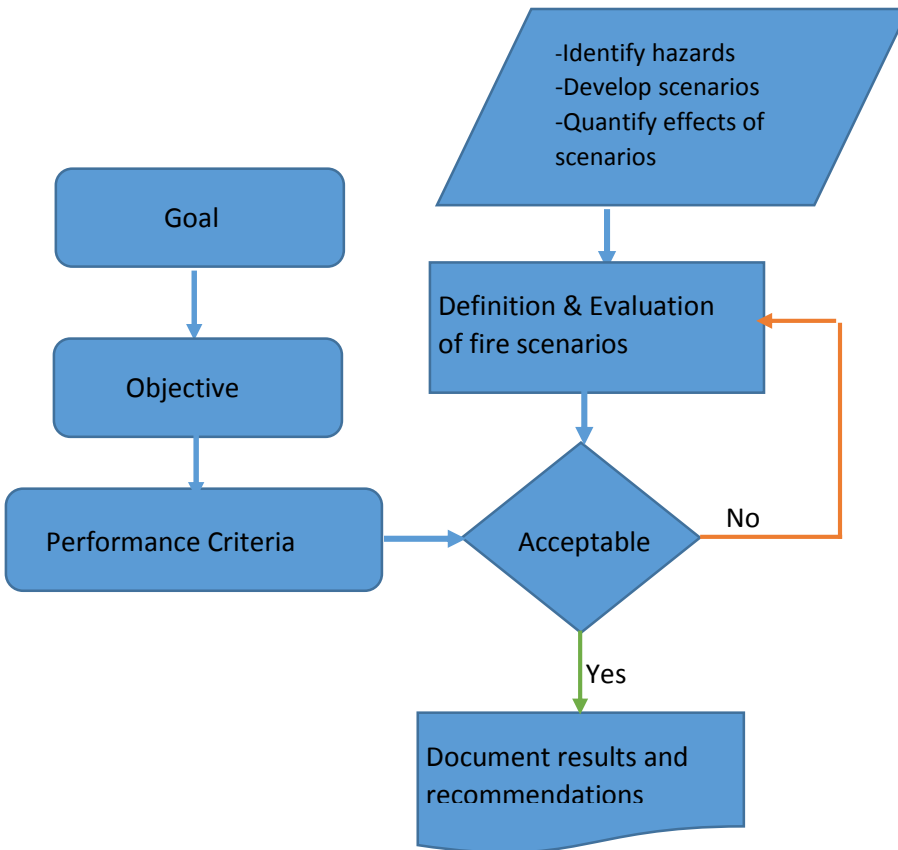 -Identify hazards
-Develop scenarios
-Quantify effects of
scenarios
Goal
Definition & Evaluation
of fire scenarios
Objective
Performance Criteria
Acceptable
No
Yes
Document results and
recommendations